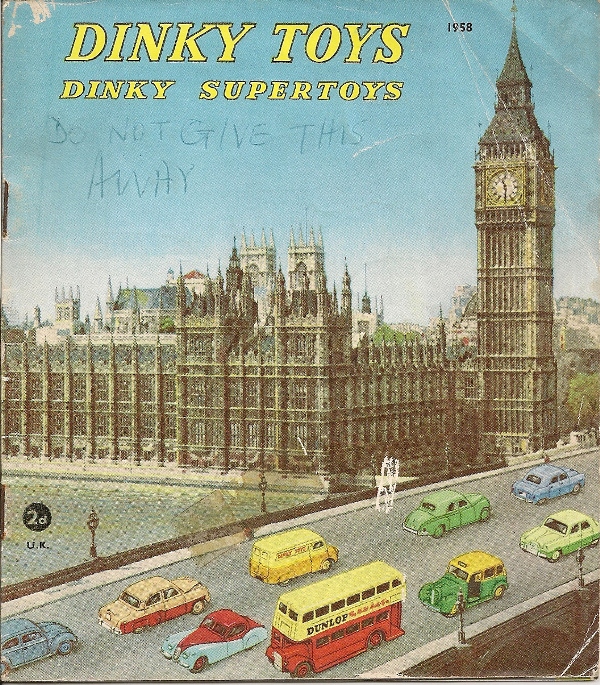 DINKY TOYS
1958
DINKY SUPERTOYS
DO NOT GIVE THIS
AWAY
2d
U.K.
DUNLOP